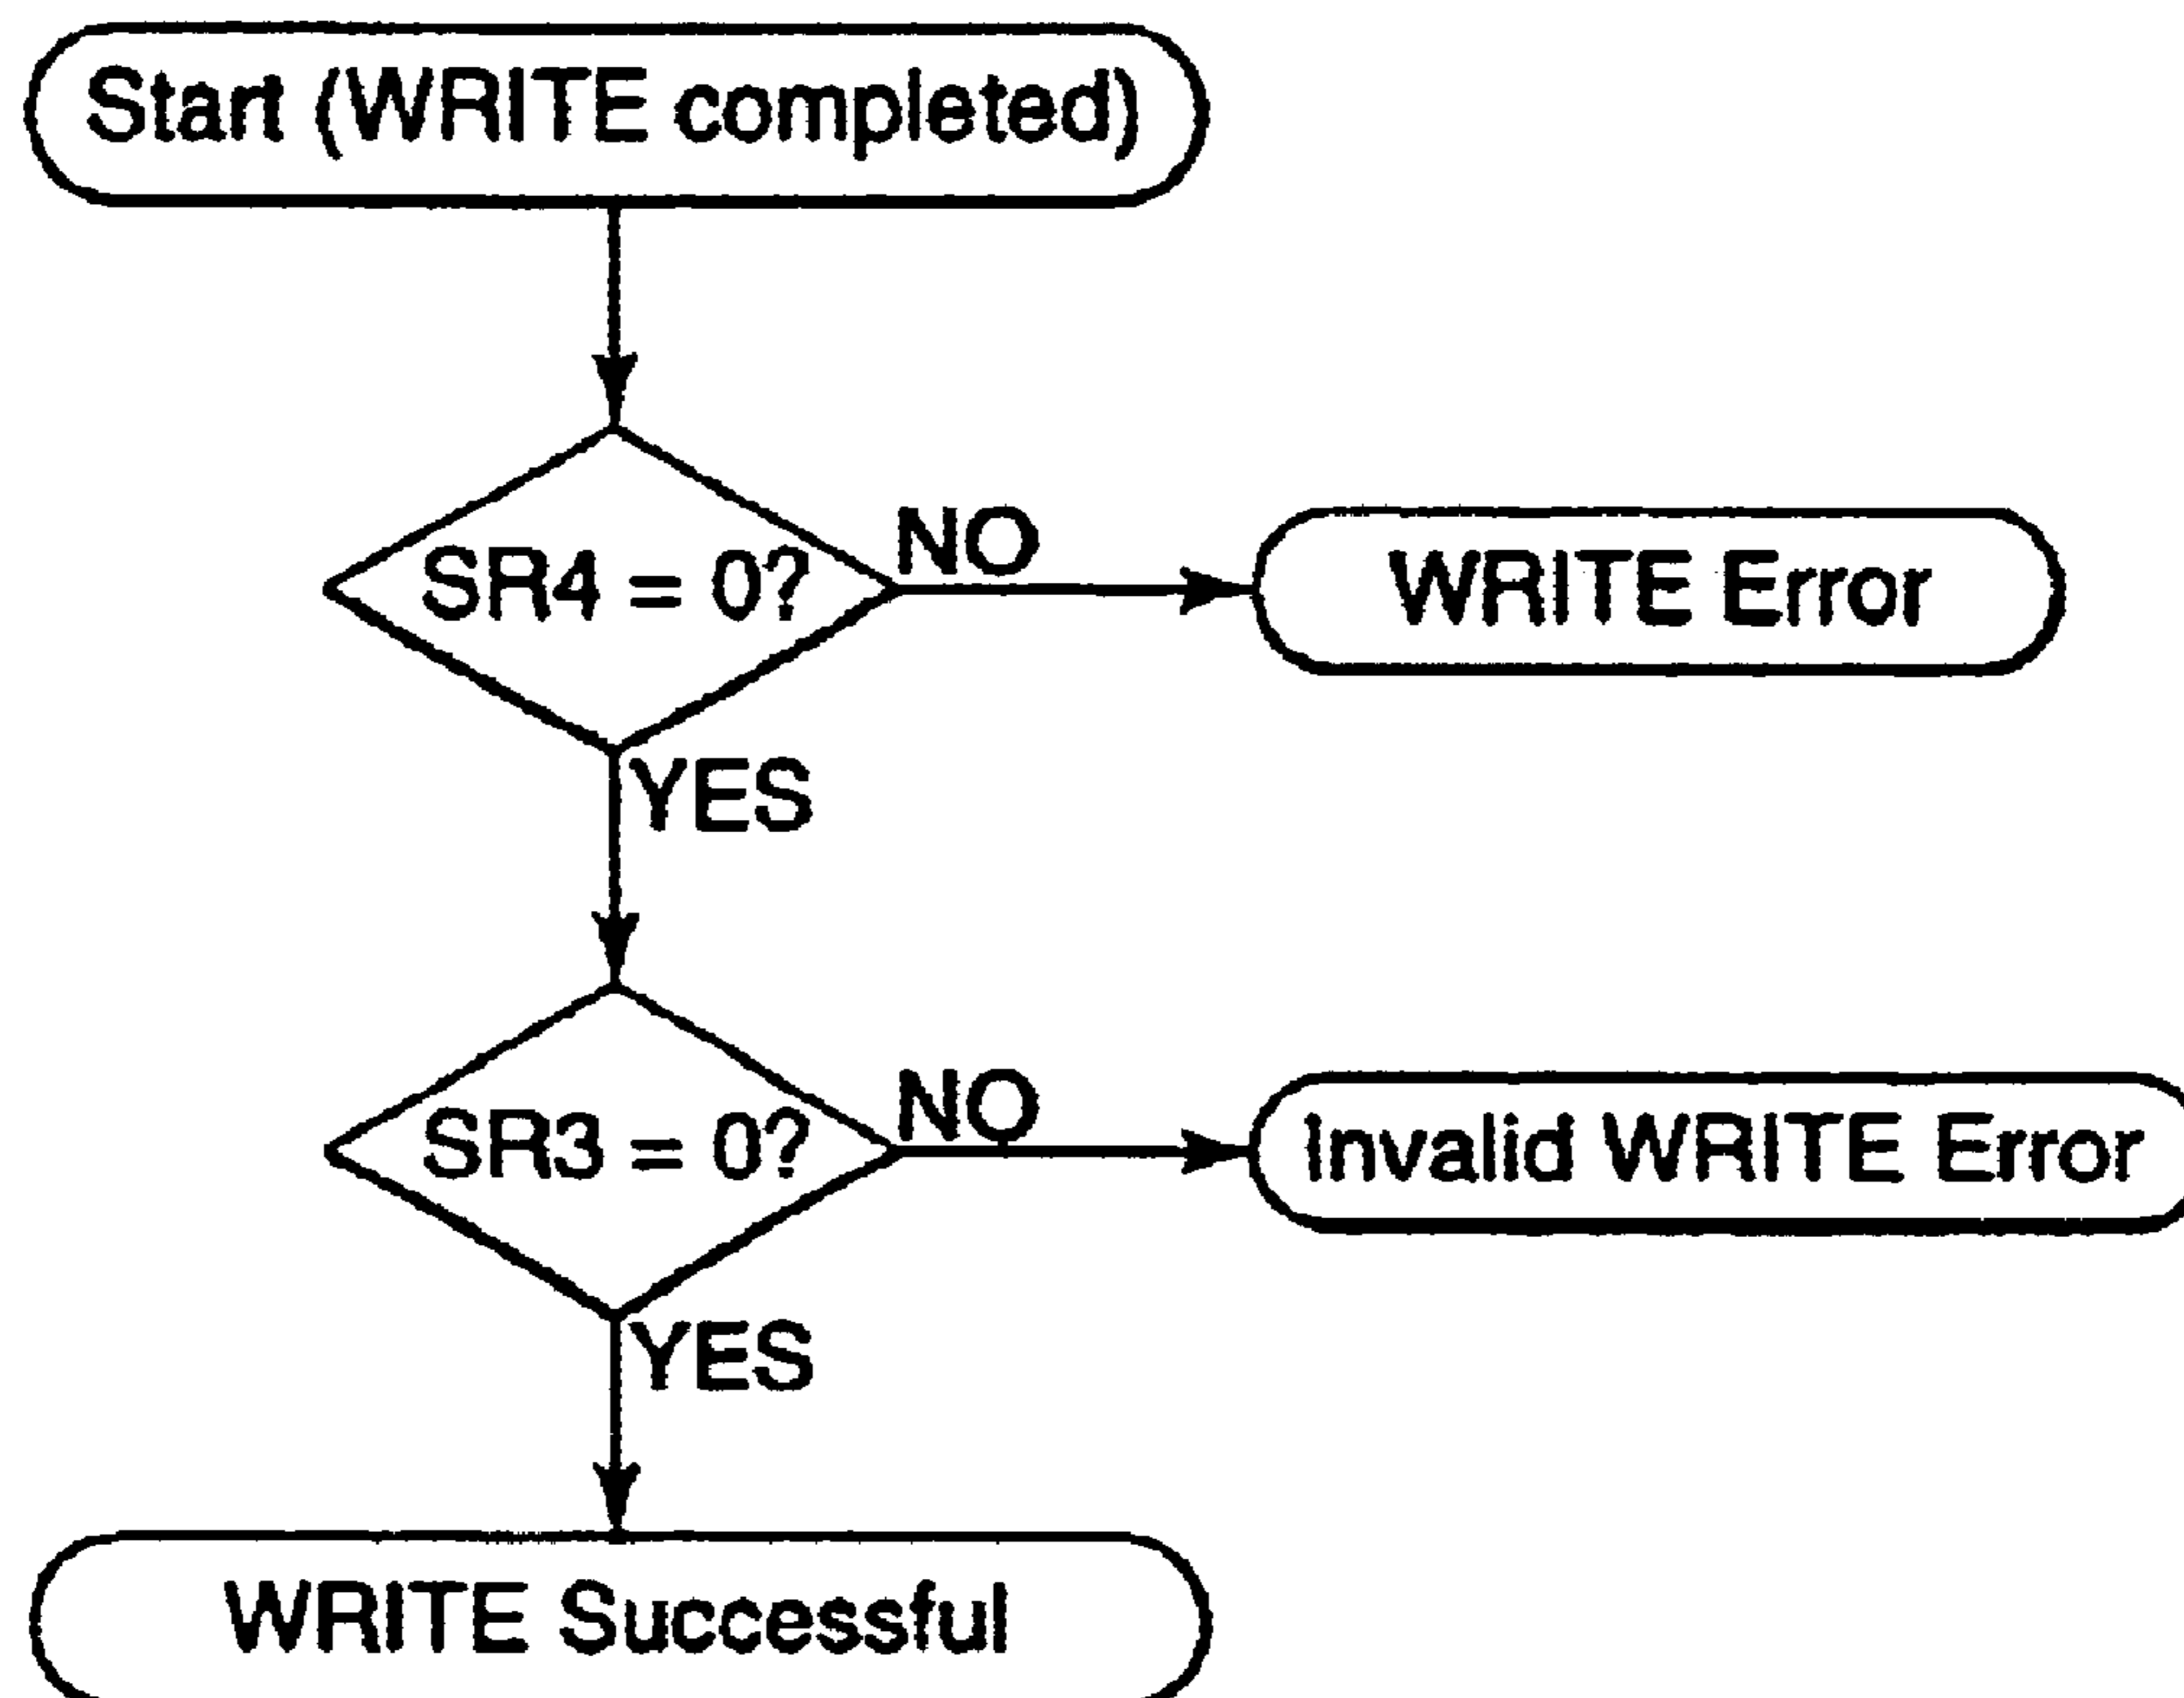 Start (WRITE completed)
SR4 = 0?
NO
WRITE Error
YES
SR3 = 0?
NO
Invalid WRITE Error
YES
WRITE Successful